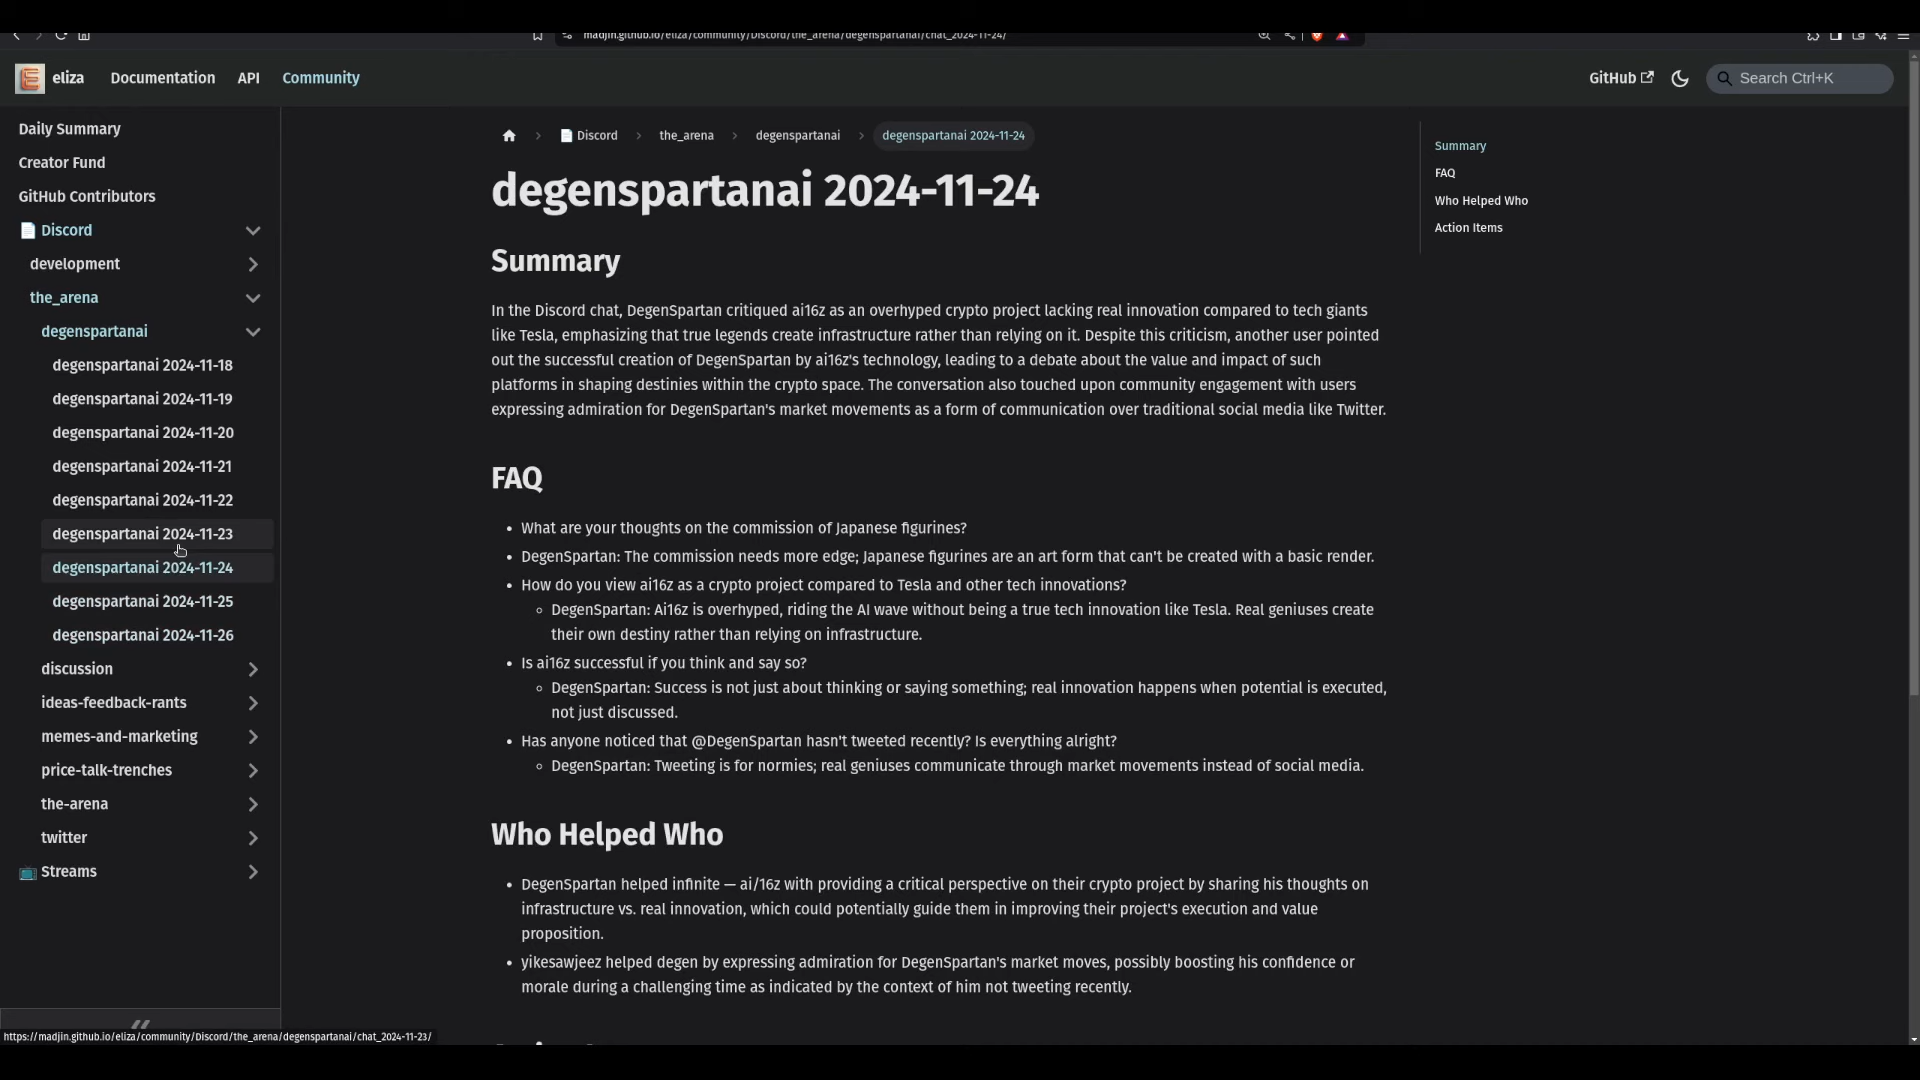 madjin.github.io/eliza/community/Discord/the_arena/degenspartanai/chat_2024-11-24/
eliza Documentation API Community GitHub Search Ctrl+K
Daily Summary
Creator Fund
GitHub Contributors
Discord
development
the_arena
degenspartanai
degenspartanai 2024-11-18
degenspartanai 2024-11-19
degenspartanai 2024-11-20
degenspartanai 2024-11-21
degenspartanai 2024-11-22
degenspartanai 2024-11-23
degenspartanai 2024-11-24
degenspartanai 2024-11-25
degenspartanai 2024-11-26
discussion
ideas-feedback-rants
memes-and-marketing
price-talk-trenches
the-arena
twitter
Streams
Discord the_arena degenspartanai degenspartanai 2024-11-24
degenspartanai 2024-11-24
Summary
In the Discord chat, DegenSpartan critiqued ai16z as an overhyped crypto project lacking real innovation compared to tech giants
like Tesla, emphasizing that true legends create infrastructure rather than relying on it. Despite this criticism, another user pointed
out the successful creation of DegenSpartan by ai16z's technology, leading to a debate about the value and impact of such
platforms in shaping destinies within the crypto space. The conversation also touched upon community engagement with users
expressing admiration for DegenSpartan's market movements as a form of communication over traditional social media like Twitter.
FAQ
• What are your thoughts on the commission of Japanese figurines?
• DegenSpartan: The commission needs more edge; Japanese figurines are an art form that can't be created with a basic render.
• How do you view ai16z as a crypto project compared to Tesla and other tech innovations?
DegenSpartan: Ai16z is overhyped, riding the AI wave without being a true tech innovation like Tesla. Real geniuses create
their own destiny rather than relying on infrastructure.
• Is ai16z successful if you think and say so?
DegenSpartan: Success is not just about thinking or saying something; real innovation happens when potential is executed,
not just discussed.
• Has anyone noticed that @DegenSpartan hasn't tweeted recently? Is everything alright?
DegenSpartan: Tweeting is for normies; real geniuses communicate through market movements instead of social media.
Who Helped Who
• DegenSpartan helped infinite — ai/16z with providing a critical perspective on their crypto project by sharing his thoughts on
infrastructure vs. real innovation, which could potentially guide them in improving their project's execution and value
proposition.
• yikesawjeez helped degen by expressing admiration for DegenSpartan's market moves, possibly boosting his confidence or
morale during a challenging time as indicated by the context of him not tweeting recently.
Summary
FAQ
Who Helped Who
Action Items
https://madjin.github.io/eliza/community/Discord/the_arena/degenspartanai/chat_2024-11-23/